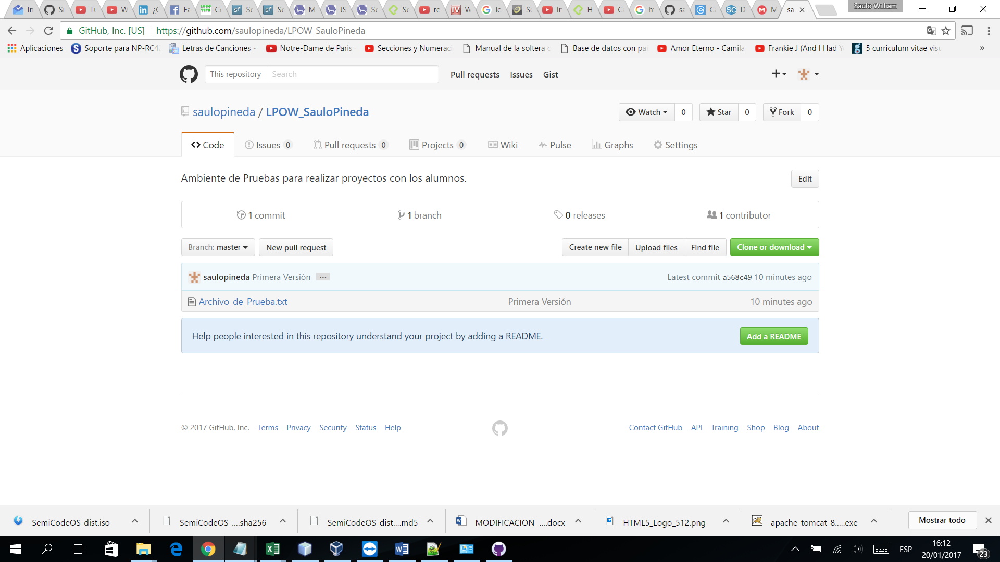 In
Si
Tu
W
¿C
Fa
Co
Se
Se
M
JS
Se
Se
re
W
le
Se
In
H
Ca
ht
sa
Ca
D
M
sa
Saulo William
GitHub, Inc. [US] https://github.com/saulopineda/LPOW_SauloPineda
Aplicaciones Soporte para NP-RC4 Letras de Canciones - Notre-Dame de Paris Secciones y Numeraci Manual de la soltera Base de datos con pa Amor Eterno - Camila Frankie J (And I Had Y 5 curriculum vitae visu »
This repository Search Pull requests Issues Gist
saulopineda / LPOW_SauloPineda Watch 0 Star 0 Fork 0
Code Issues 0 Pull requests 0 Projects 0 Wiki Pulse Graphs Settings
Ambiente de Pruebas para realizar proyectos con los alumnos. Edit
1 commit 1 branch 0 releases 1 contributor
Branch: master New pull request Create new file Upload files Find file Clone or download
saulopineda Primera Versión ... Latest commit a568c49 10 minutes ago
Archivo_de_Prueba.txt Primera Versión 10 minutes ago
Help people interested in this repository understand your project by adding a README. Add a README
© 2017 GitHub, Inc. Terms Privacy Security Status Help Contact GitHub API Training Shop Blog About
SemiCodeOS-dist.iso SemiCodeOS-....sha256 SemiCodeOS-dist....md5 MODIFICACION ....docx HTML5_Logo_512.png apache-tomcat-8.....exe Mostrar todo
ESP 16:12
20/01/2017 23